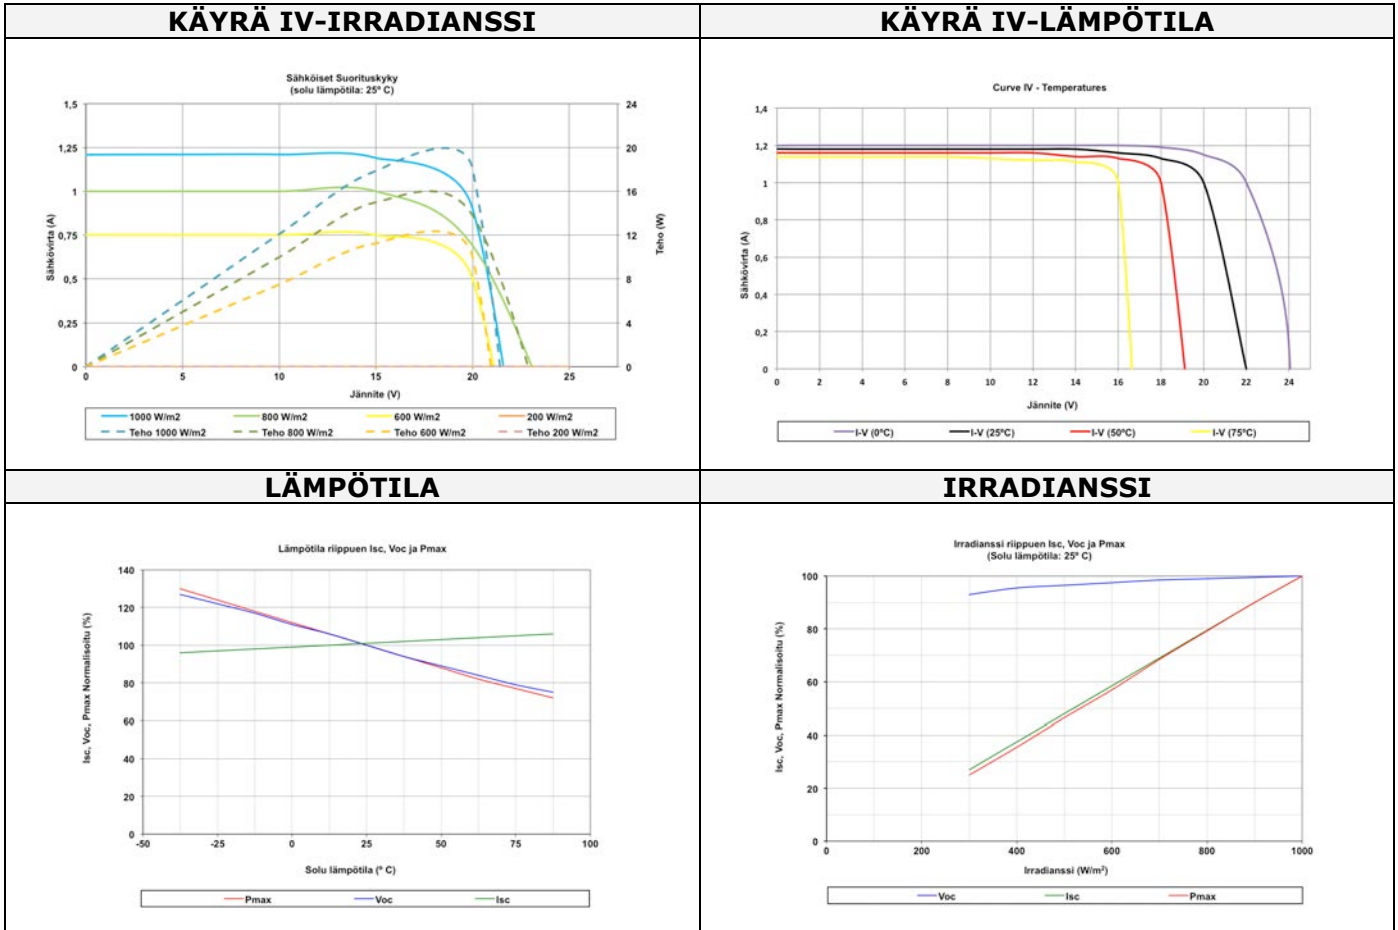 KÄYRÄ IV-IRRADIANSSI
Sähköiset Suorituskyky
(solu lämpötila: 25º C)
1,5
1,25
1
0,75
0,5
0,25
0
24
20
16
12
8
4
0
0 5 10 15 20 25
Sähkövirta (A)
Teho (W)
Jännite (V)
1000 W/m2 800 W/m2 600 W/m2 200 W/m2
Teho 1000 W/m2 Teho 800 W/m2 Teho 600 W/m2 Teho 200 W/m2
KÄYRÄ IV-LÄMPÖTILA
Curve IV - Temperatures
1,4
1,2
1
0,8
0,6
0,4
0,2
0
0 2 4 6 8 10 12 14 16 18 20 22 24
Sähkövirta (A)
Jännite (V)
I-V (0ºC) I-V (25ºC) I-V (50ºC) I-V (75ºC)
LÄMPÖTILA
Lämpötila riippuen Isc, Voc ja Pmax
140
120
100
80
60
40
20
0
-50 -25 0 25 50 75 100
Isc, Voc, Pmax Normalisoitu (%)
Solu lämpötila (º C)
Pmax Voc Isc
IRRADIANSSI
Irradianssi riippuen Isc, Voc ja Pmax
(Solu lämpötila: 25º C)
100
80
60
40
20
0
0 200 400 600 800 1000
Isc, Voc, Pmax Normalisoitu (%)
Irradianssi (W/m²)
Voc Isc Pmax